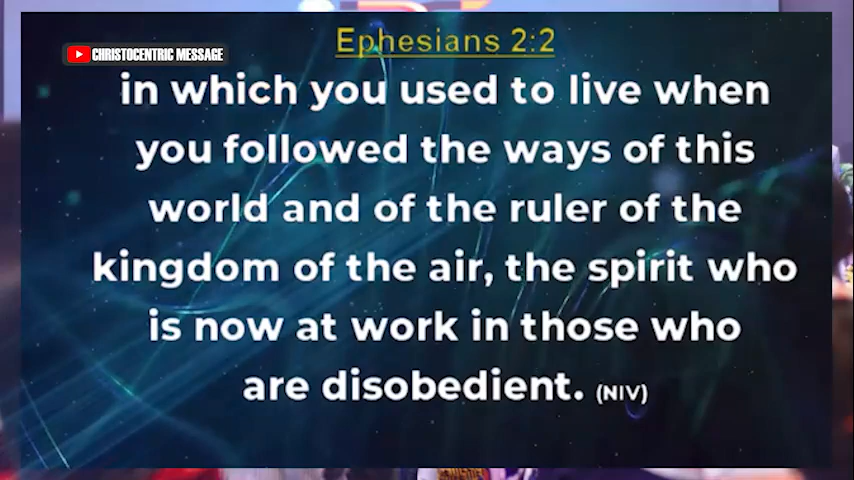 Ephesians 2:2
CHRISTOCENTRIC MESSAGE
in which you used to live when
you followed the ways of this
world and of the ruler of the
kingdom of the air, the spirit who
is now at work in those who
are disobedient. (NIV)